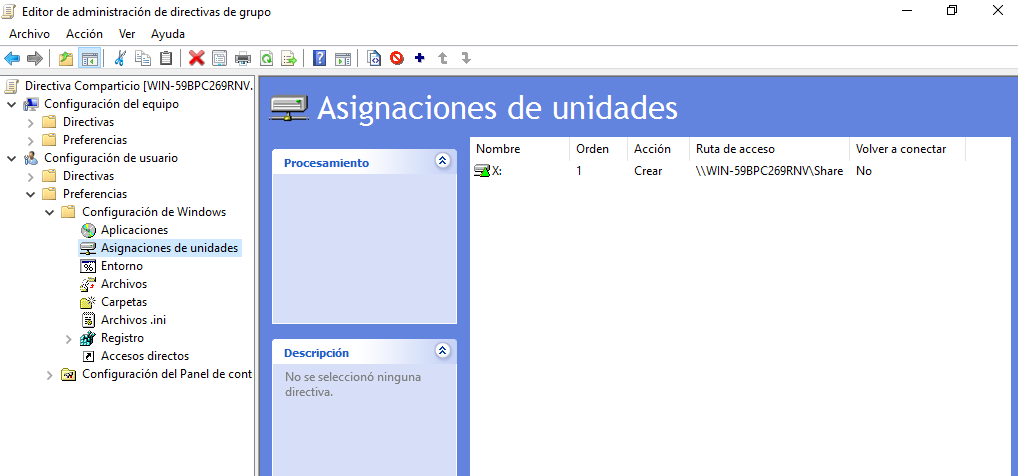 Editor de administración de directivas de grupo
Archivo Acción Ver Ayuda
Directiva Comparticio [WIN-59BPC269RNV.
Configuración del equipo
Directivas
Preferencias
Configuración de usuario
Directivas
Preferencias
Configuración de Windows
Aplicaciones
Asignaciones de unidades
Entorno
Archivos
Carpetas
Archivos .ini
Registro
Accesos directos
Configuración del Panel de cont
Asignaciones de unidades
Procesamiento
Descripción
No se seleccionó ninguna
directiva.
Nombre Orden Acción Ruta de acceso Volver a conectar
X: 1 Crear \\WIN-59BPC269RNV\Share No